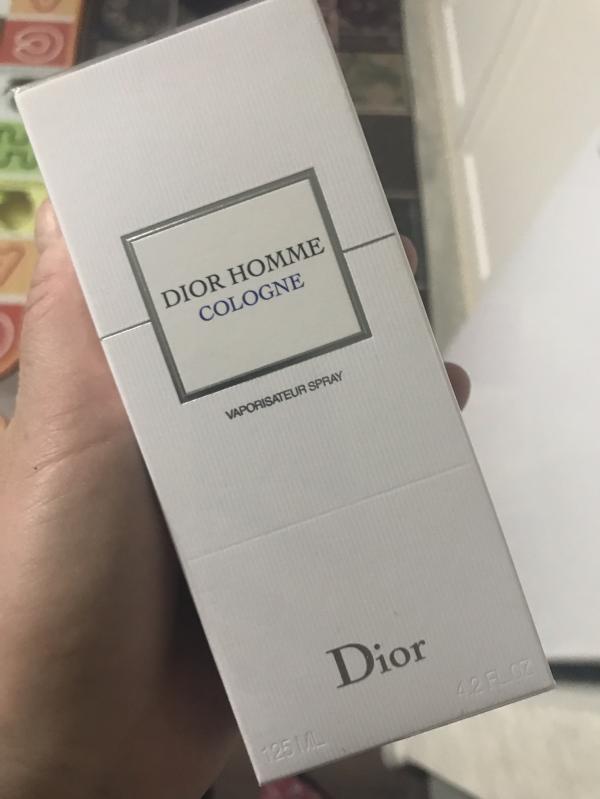 DIOR HOMME
COLOGNE
VAPORISATEUR SPRAY
Dior
125 ML
4.2 FL.OZ